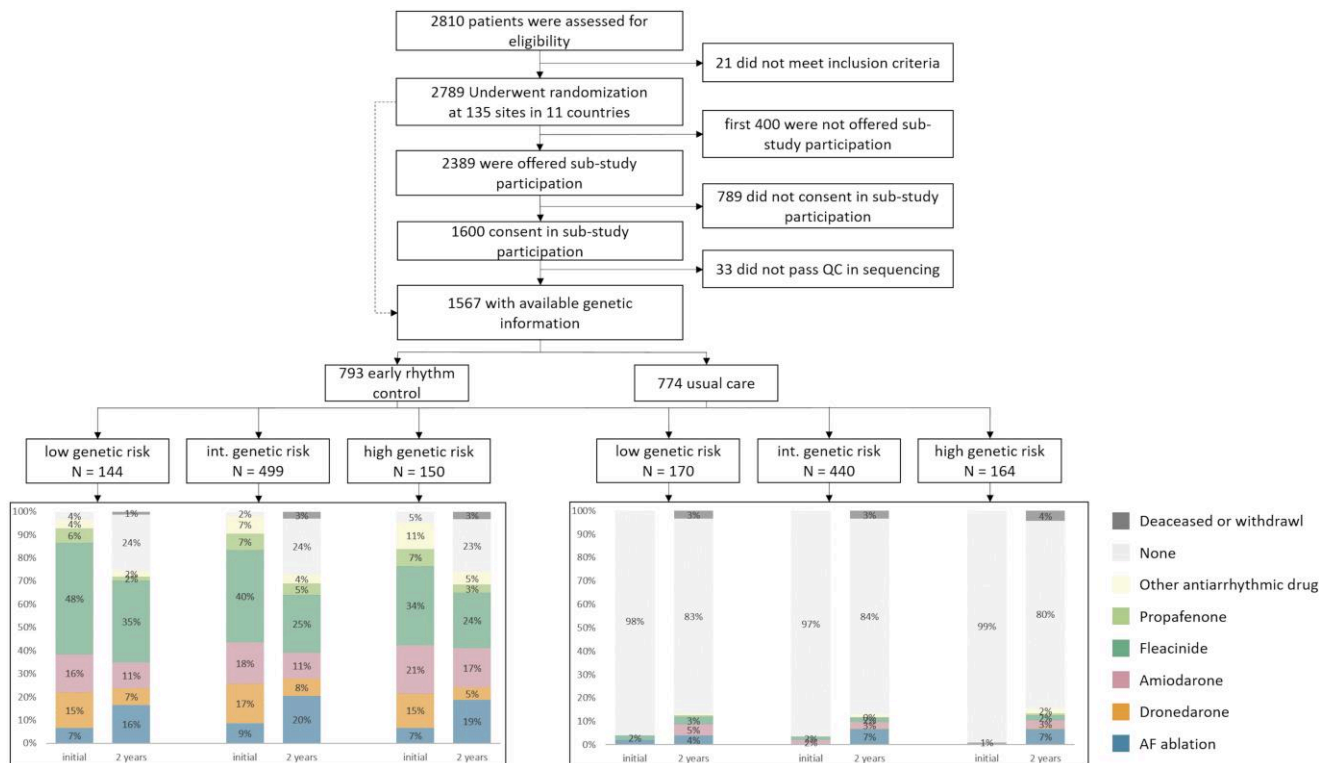 2810 patients were assessed for
eligibility
21 did not meet inclusion criteria
2789 Underwent randomization
at 135 sites in 11 countries
first 400 were not offered sub-
study participation
2389 were offered sub-study
participation
789 did not consent in sub-study
participation
1600 consent in sub-study
participation
33 did not pass QC in sequencing
1567 with available genetic
information
793 early rhythm
control
774 usual care
low genetic risk
N = 144
int. genetic risk
N = 499
high genetic risk
N = 150
low genetic risk
N = 170
int. genetic risk
N = 440
high genetic risk
N = 164
100%
90%
80%
70%
60%
50%
40%
30%
20%
10%
0%
4%
4%
6%
48%
16%
15%
7%
initial
1%
24%
2%
2%
35%
11%
7%
16%
2 years
2%
7%
7%
40%
18%
17%
9%
initial
3%
24%
4%
5%
25%
11%
8%
20%
2 years
5%
11%
7%
34%
21%
15%
7%
initial
3%
23%
5%
3%
24%
17%
5%
19%
2 years
100%
90%
80%
70%
60%
50%
40%
30%
20%
10%
0%
98%
2%
initial
3%
83%
3%
5%
4%
2 years
97%
2%
initial
3%
84%
0%
3%
7%
2 years
99%
1%
initial
4%
80%
2%
2%
3%
7%
2 years
Deaceased or withdrawl
None
Other antiarrhythmic drug
Propafenone
Fleacinide
Amiodarone
Dronedarone
AF ablation